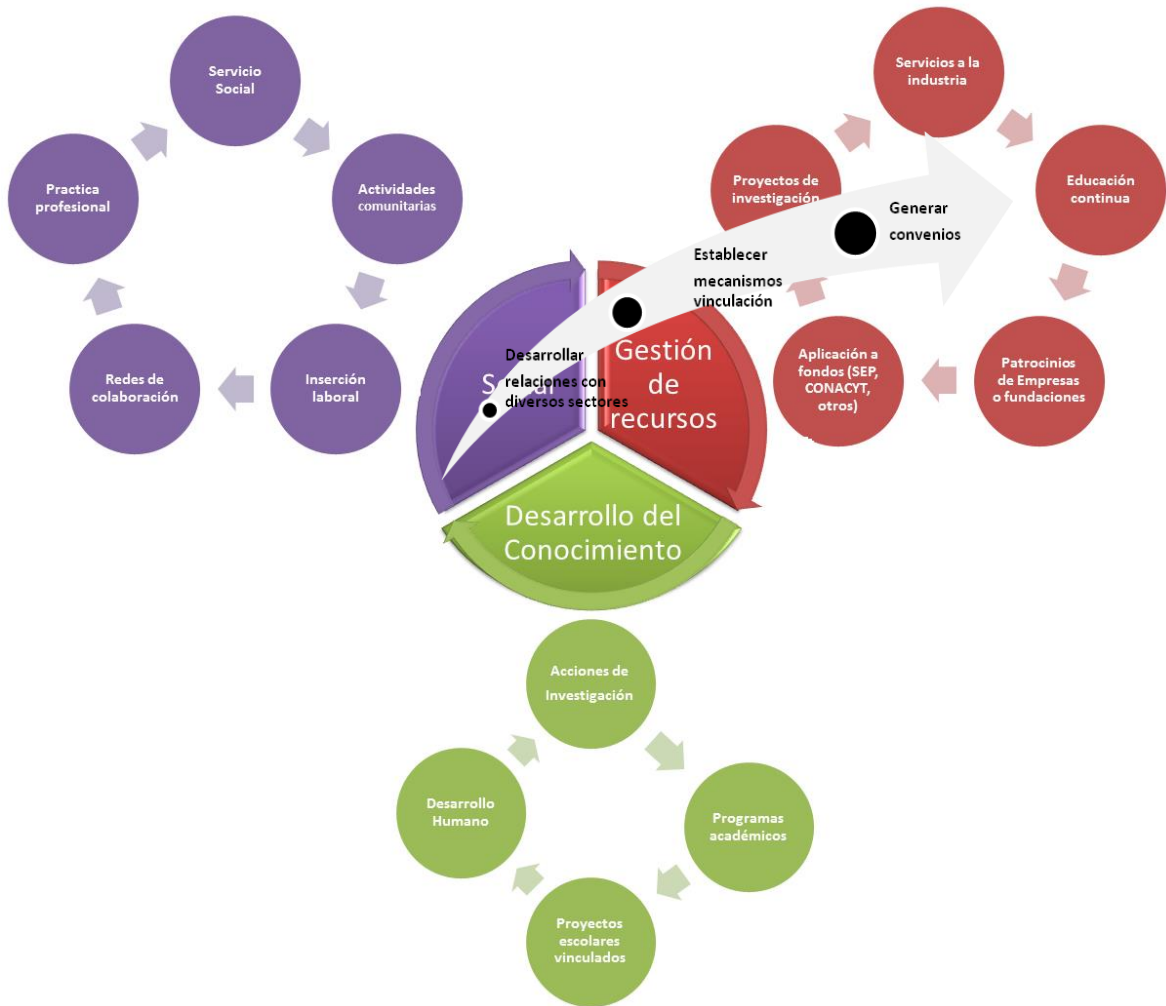 Servicio
Social
Practica
profesional
Actividades
comunitarias
Redes de
colaboración
Inserción
laboral
Servicios a la
industria
Proyectos de
investigación
Educación
continua
Aplicación a
fondos (SEP,
CONACYT,
otros)
Patrocinios
de Empresas
o fundaciones
Generar
convenios
Establecer
mecanismos
vinculación
Desarrollar
relaciones con
diversos sectores
Gestión
de
recursos
Desarrollo del
Conocimiento
Acciones de
Investigación
Desarrollo
Humano
Programas
académicos
Proyectos
escolares
vinculados